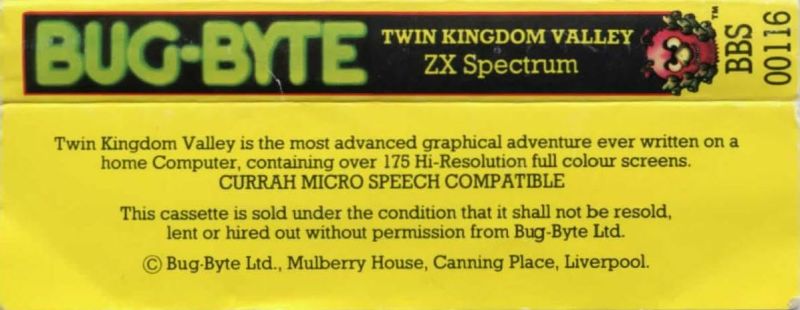 BUG-BYTE
TWIN KINGDOM VALLEY
ZX Spectrum
™
BBS
00116
Twin Kingdom Valley is the most advanced graphical adventure ever written on a
home Computer, containing over 175 Hi-Resolution full colour screens.
CURRAH MICRO SPEECH COMPATIBLE
This cassette is sold under the condition that it shall not be resold,
lent or hired out without permission from Bug-Byte Ltd.
© Bug-Byte Ltd., Mulberry House, Canning Place, Liverpool.